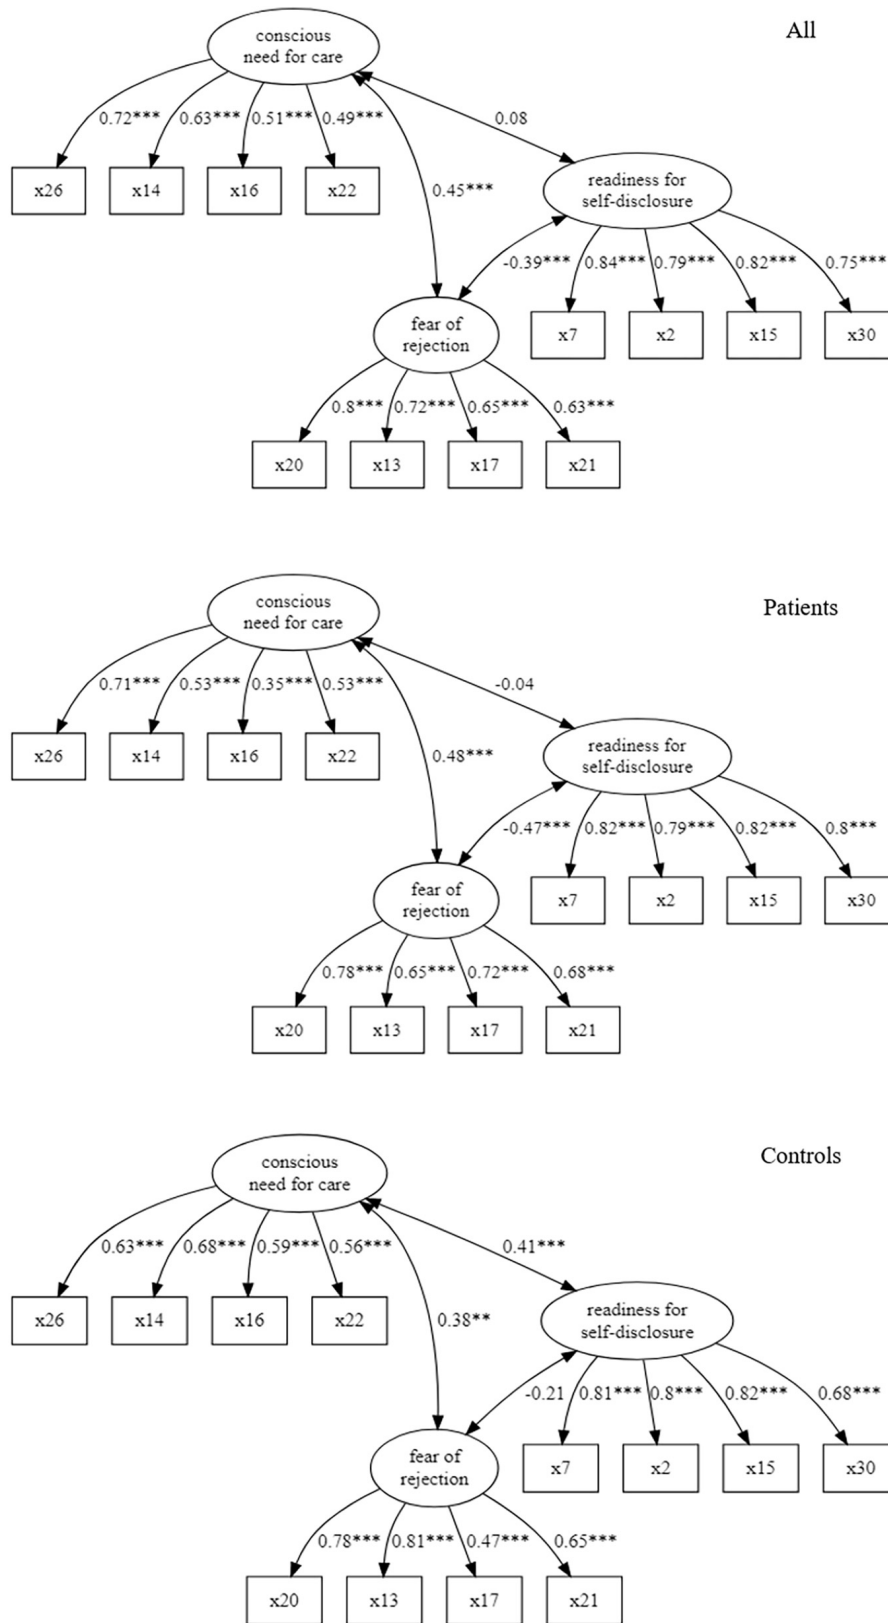 All
conscious
need for care
0.72*** 0.63*** 0.51*** 0.49*** 0.08
x26 x14 x16 x22
readiness for
self-disclosure
0.45***
-0.39*** 0.84*** 0.79*** 0.82*** 0.75***
fear of
rejection
x7 x2 x15 x30
0.8*** 0.72*** 0.65*** 0.63***
x20 x13 x17 x21
Patients
conscious
need for care
0.71*** 0.53*** 0.35*** 0.53*** -0.04
x26 x14 x16 x22
readiness for
self-disclosure
0.48***
-0.47*** 0.82*** 0.79*** 0.82*** 0.8***
fear of
rejection
x7 x2 x15 x30
0.78*** 0.65*** 0.72*** 0.68***
x20 x13 x17 x21
Controls
conscious
need for care
0.63*** 0.68*** 0.59*** 0.56*** 0.41***
x26 x14 x16 x22
readiness for
self-disclosure
0.38**
-0.21 0.81*** 0.8*** 0.82*** 0.68***
fear of
rejection
x7 x2 x15 x30
0.78*** 0.81*** 0.47*** 0.65***
x20 x13 x17 x21